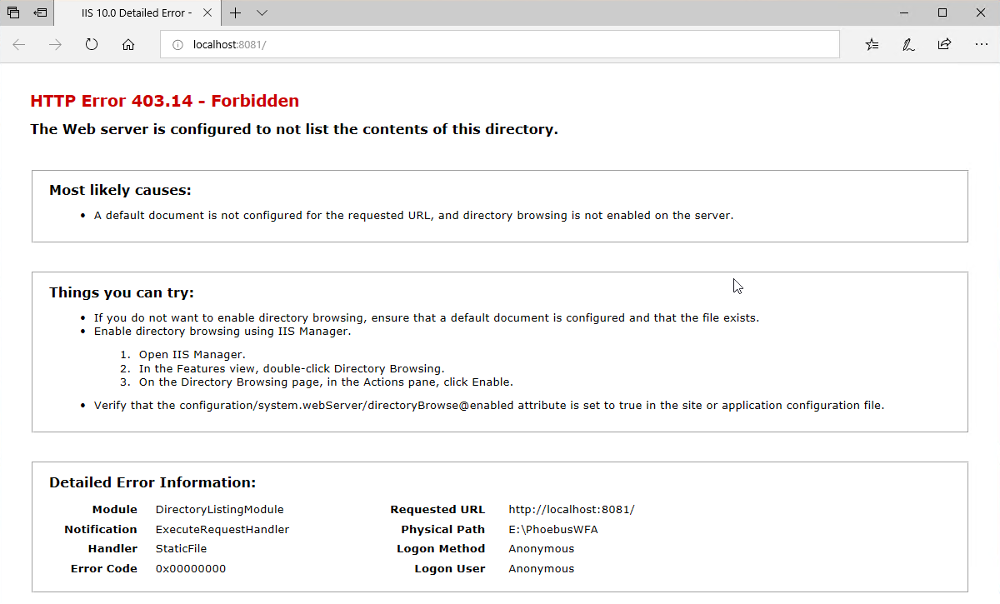 IIS 10.0 Detailed Error -
localhost:8081/
HTTP Error 403.14 - Forbidden
The Web server is configured to not list the contents of this directory.
Most likely causes:
• A default document is not configured for the requested URL, and directory browsing is not enabled on the server.
Things you can try:
• If you do not want to enable directory browsing, ensure that a default document is configured and that the file exists.
• Enable directory browsing using IIS Manager.
1. Open IIS Manager.
2. In the Features view, double-click Directory Browsing.
3. On the Directory Browsing page, in the Actions pane, click Enable.
• Verify that the configuration/system.webServer/directoryBrowse@enabled attribute is set to true in the site or application configuration file.
Detailed Error Information:
Module DirectoryListingModule Requested URL http://localhost:8081/
Notification ExecuteRequestHandler Physical Path E:\PhoebusWFA
Handler StaticFile Logon Method Anonymous
Error Code 0x00000000 Logon User Anonymous